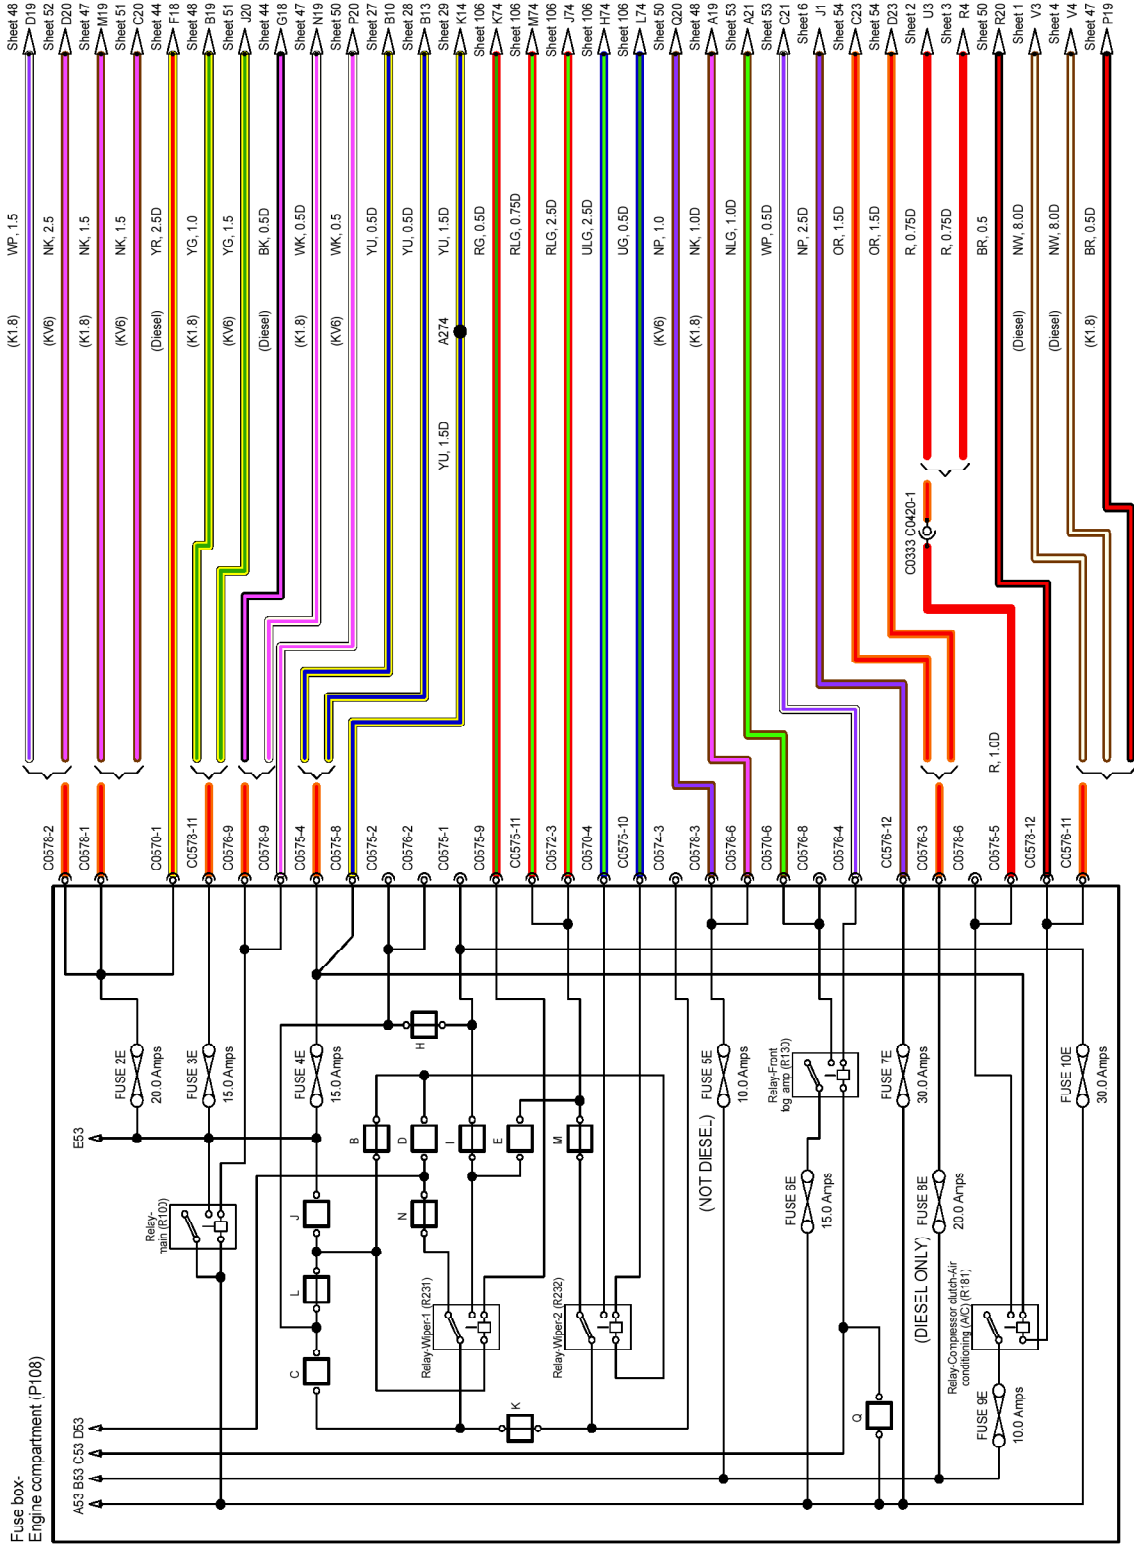 Fuse box-
Engine compartment (P108)
Sheet 48
D19
Sheet 52
D20
Sheet 47
M19
Sheet 51
C20
Sheet 44
F18
Sheet 48
B19
Sheet 51
J20
Sheet 44
G18
Sheet 47
N19
Sheet 50
P20
Sheet 27
B10
Sheet 28
B13
Sheet 29
K14
Sheet 106
K74
Sheet 106
M74
Sheet 106
J74
Sheet 106
H74
Sheet 106
L74
Sheet 50
Q20
Sheet 48
A19
Sheet 53
A21
Sheet 53
C21
Sheet 6
J1
Sheet 54
C23
Sheet 54
D23
Sheet 2
U3
Sheet 3
R4
Sheet 50
R20
Sheet 1
V3
Sheet 4
V4
Sheet 47
P19
WP, 1.5
NK, 2.5
NK, 1.5
NK, 1.5
YR, 2.5D
YG, 1.0
YG, 1.5
BK, 0.5D
WK, 0.5D
WK, 0.5
YU, 0.5D
YU, 0.5D
YU, 1.5D
RG, 0.5D
RLG, 0.75D
RLG, 2.5D
ULG, 2.5D
UG, 0.5D
NP, 1.0
NK, 1.0D
NLG, 1.0D
WP, 0.5D
NP, 2.5D
OR, 1.5D
OR, 1.5D
R, 0.75D
R, 0.75D
BR, 0.5
NW, 8.0D
NW, 8.0D
BR, 0.5D
(K1.8)
(KV6)
(K1.8)
(KV6)
(Diesel)
(K1.8)
(KV6)
(Diesel)
(K1.8)
(KV6)
A274
(KV6)
(K1.8)
(Diesel)
(Diesel)
(K1.8)
YU, 1.5D
C0333
C0420-1
R, 1.0D
C0578-2
C0578-1
C0570-1
C0578-11
C0576-9
C0578-9
C0575-4
C0575-8
C0575-2
C0576-2
C0575-1
C0575-9
C0575-11
C0572-3
C0570-4
C0575-10
C0574-3
C0578-3
C0576-6
C0570-6
C0576-8
C0576-4
C0576-12
C0576-3
C0578-6
C0575-5
C0578-12
C0576-11
FUSE 2E
20.0 Amps
FUSE 3E
15.0 Amps
FUSE 4E
15.0 Amps
H
FUSE 5E
10.0 Amps
(NOT DIESEL)
Relay-Front
fog lamp (R130)
FUSE 7E
30.0 Amps
FUSE 10E
30.0 Amps
E53
B
D
I
E
M
Relay-
main (R100)
J
N
FUSE 6E
15.0 Amps
FUSE 8E
20.0 Amps
(DIESEL ONLY)
L
C
Relay-Wiper-1 (R231)
Relay-Wiper-2 (R232)
Relay-Compressor clutch-Air
conditioning (A/C) (R181)
K
Q
FUSE 9E
10.0 Amps
A53
B53
C53
D53